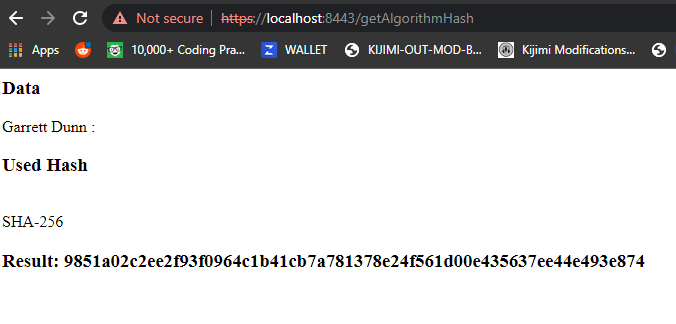 Not secure | https://localhost:8443/getAlgorithmHash
Apps 10,000+ Coding Pra... WALLET KIJIMI-OUT-MOD-B... Kijimi Modifications...
Data
Garrett Dunn :
Used Hash
SHA-256
Result: 9851a02c2ee2f93f0964c1b41cb7a781378e24f561d00e435637ee44e493e874